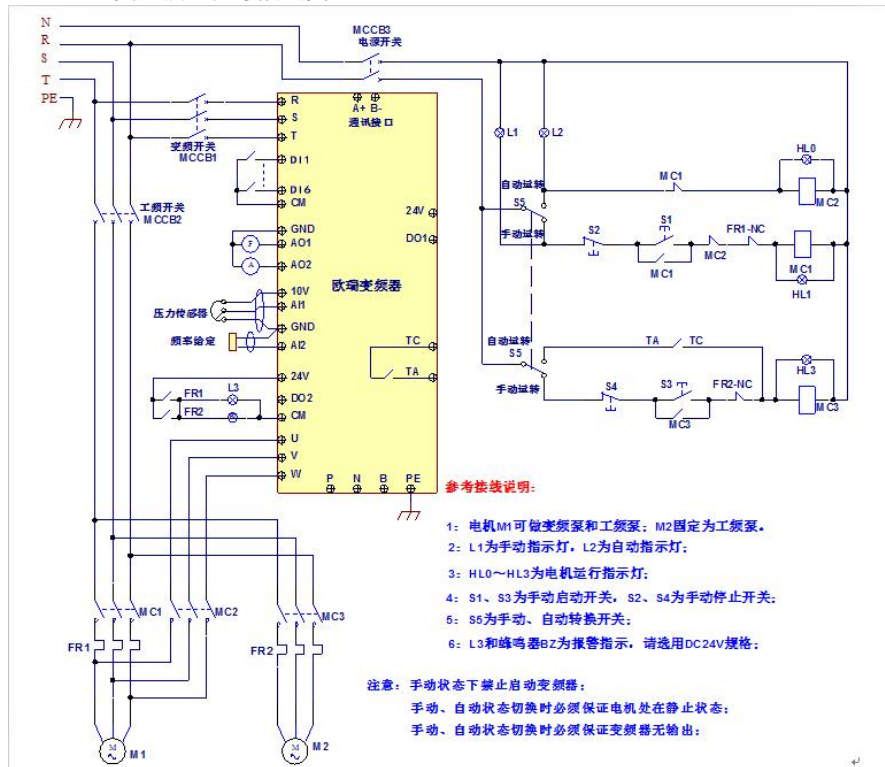 N
R
S
T
PE
MCCB3
电源开关
R
S
T
变频开关
MCCB1
A+ B-
通讯接口
DI1
DI6
CM
工频开关
MCCB2
GND
AO1
AO2
F
A
10V
AI1
GND
AI2
压力传感器
频率给定
欧瑞变频器
24V
DO1
TC
TA
24V
DO2
CM
FR1
FR2
L3
U
V
W
P N B PE
L1
L2
HL0
MC1
MC2
自动运转
S5
手动运转
S2
S1
MC1
MC2
FR1-NC
MC1
HL1
自动运转
S5
手动运转
TA TC
S4
S3
MC3
FR2-NC
HL3
MC3
MC1
MC2
MC3
FR1
FR2
M
M1
M
M2
参考接线说明:
1: 电机M1可做变频泵和工频泵; M2固定为工频泵。
2: L1为手动指示灯, L2为自动指示灯;
3: HL0～HL3为电机运行指示灯;
4: S1、S3为手动启动开关, S2、S4为手动停止开关;
5: S5为手动、自动转换开关;
6: L3和蜂鸣器BZ为报警指示, 请选用DC24V规格;
注意: 手动状态下禁止启动变频器;
手动、自动状态切换时必须保证电机处在静止状态;
手动、自动状态切换时必须保证变频器无输出;